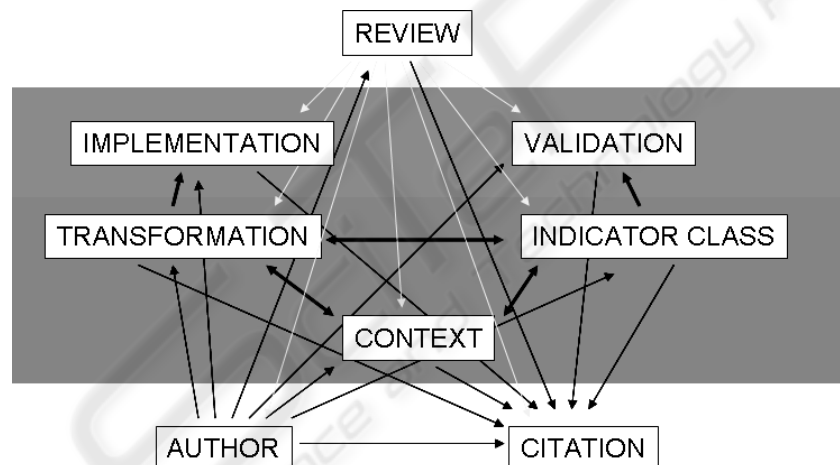 REVIEW
IMPLEMENTATION
VALIDATION
TRANSFORMATION
INDICATOR CLASS
CONTEXT
AUTHOR
CITATION